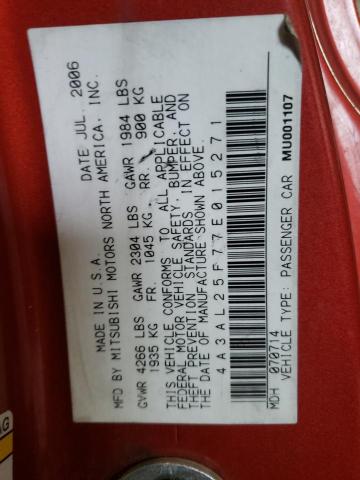 MADE IN U.S.A. DATE JUL. 2006
MFD BY MITSUBISHI MOTORS NORTH AMERICA, INC.
GVWR 4266 LBS GAWR 2304 LBS GAWR 1984 LBS
1935 KG FR. 1045 KG RR. 900 KG
THIS VEHICLE CONFORMS TO ALL APPLICABLE
FEDERAL MOTOR VEHICLE SAFETY, BUMPER, AND
THEFT PREVENTION STANDARDS IN EFFECT ON
THE DATE OF MANUFACTURE SHOWN ABOVE.
4A3AL25F77E015271
MDH 070714
VEHICLE TYPE: PASSENGER CAR MU001107